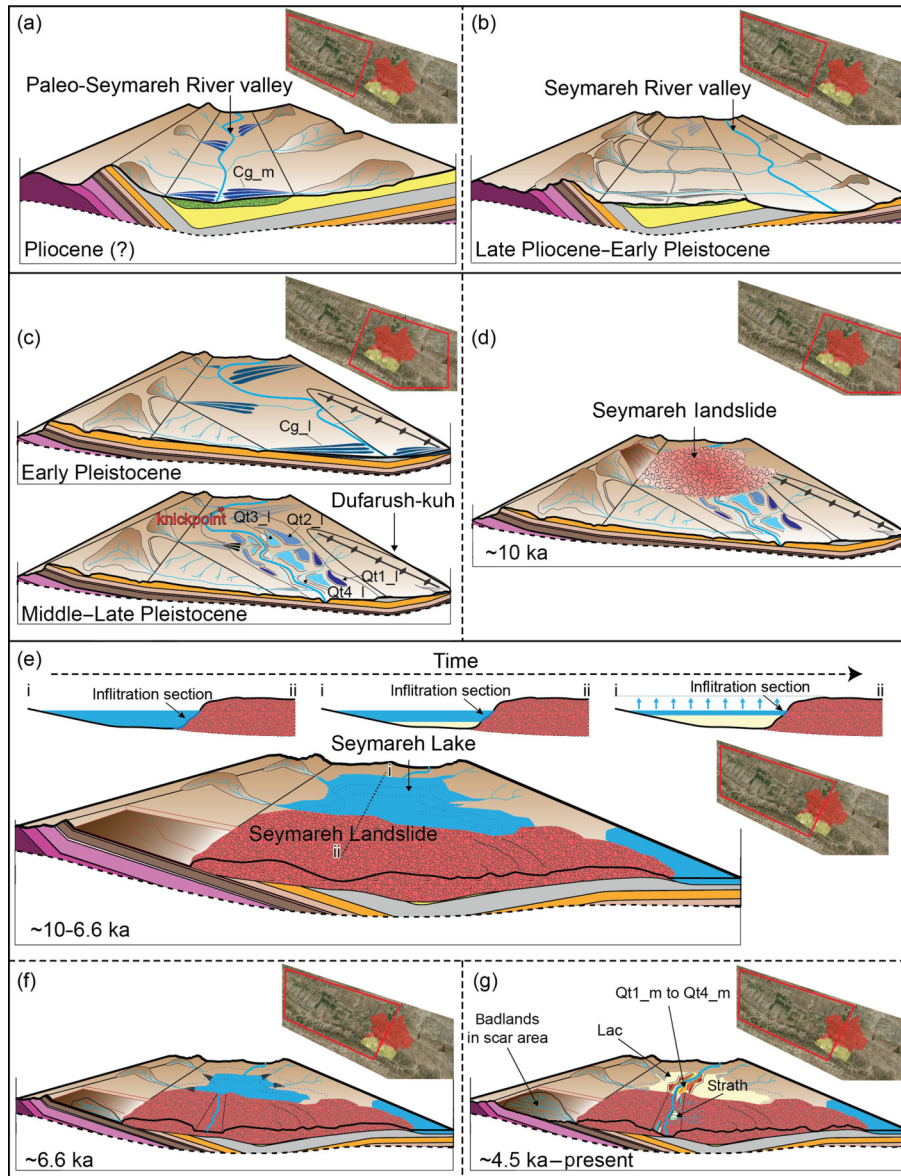 (a)
Paleo-Seymareh River valley
Cg_m
Pliocene (?)
(b)
Seymareh River valley
Late Pliocene–Early Pleistocene
(c)
Cg_l
Early Pleistocene
knickpoint
Qt3_l
Qt2_l
Dufarush-kuh
Qt1_l
Qt4_l
Middle–Late Pleistocene
(d)
Seymareh landslide
~10 ka
(e)
Time
i
Inflitration section
ii
i
Inflitration section
ii
i
Inflitration section
ii
Seymareh Lake
i
Seymareh Landslide
ii
~10-6.6 ka
(f)
~6.6 ka
(g)
Qt1_m to Qt4_m
Badlands
in scar area
Lac
Strath
~4.5 ka–present